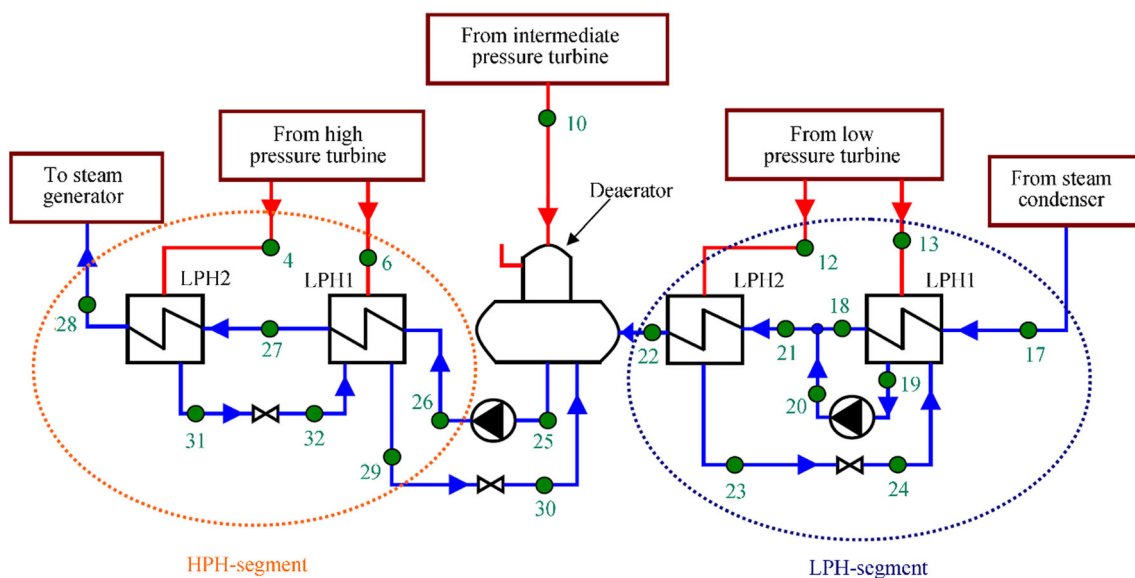 From intermediate
pressure turbine
10
From high
pressure turbine
From low
pressure turbine
To steam
generator
From steam
condenser
Deaerator
4
6
12
13
LPH2
LPH1
LPH2
LPH1
28
27
26
25
22
21
18
17
31
32
20
19
29
30
23
24
HPH-segment
LPH-segment